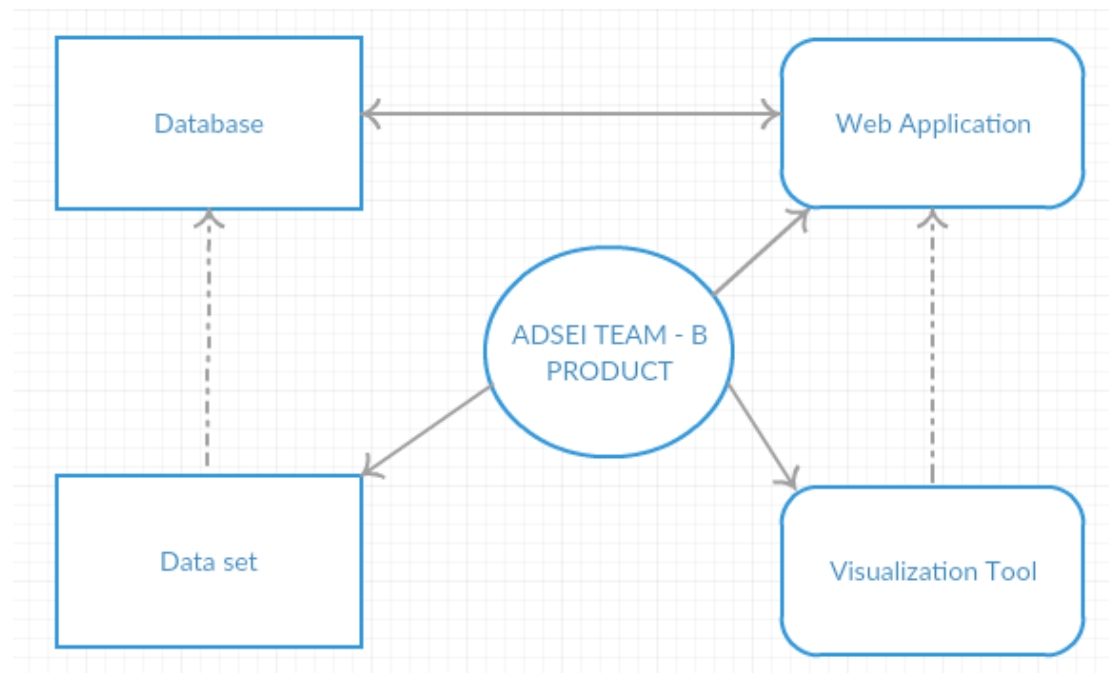 Database
Web Application
ADSEI TEAM - B
PRODUCT
Data set
Visualization Tool